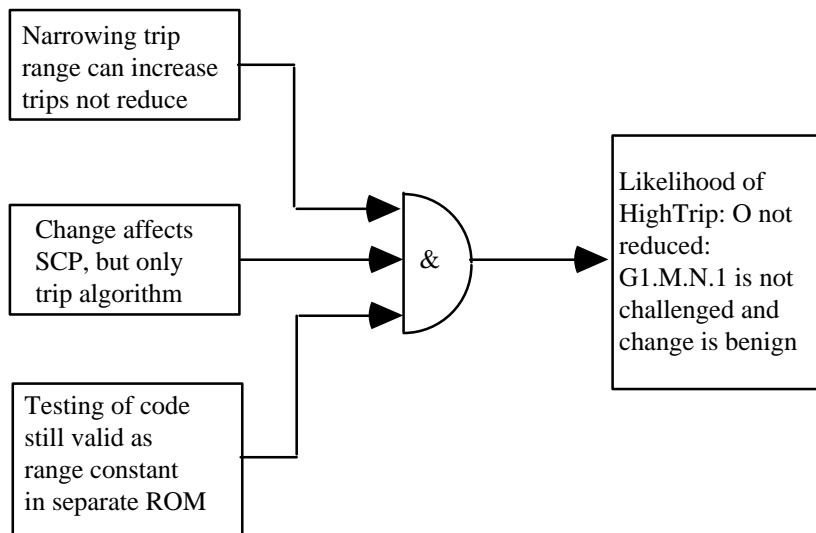 Narrowing trip
range can increase
trips not reduce
Change affects
SCP, but only
trip algorithm
Testing of code
still valid as
range constant
in separate ROM
&
Likelihood of
HighTrip: O not
reduced:
G1.M.N.1 is not
challenged and
change is benign